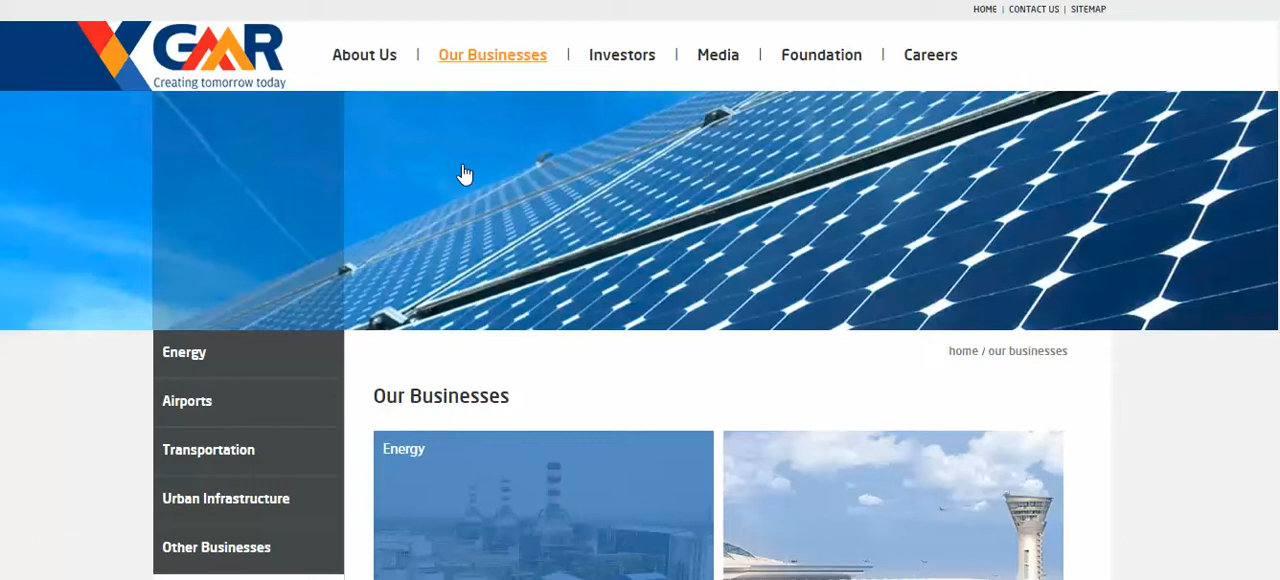 HOME | CONTACT US | SITEMAP
GMR
Creating tomorrow today
About Us | Our Businesses | Investors | Media | Foundation | Careers
Energy
Airports
Transportation
Urban Infrastructure
Other Businesses
home / our businesses
Our Businesses
Energy